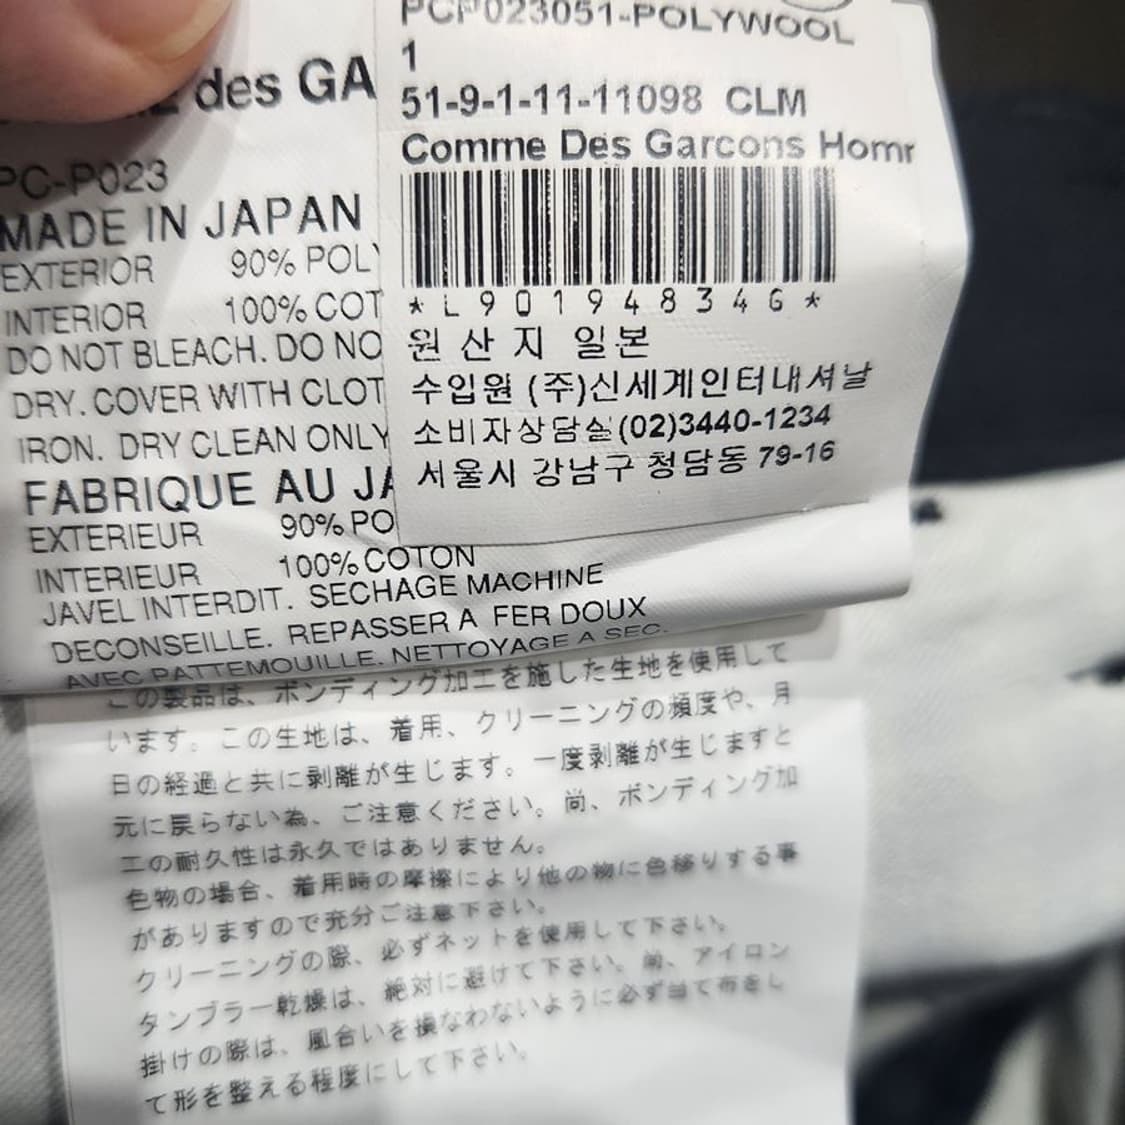 des GA
PC-P023
MADE IN JAPAN
EXTERIOR 90% POLY
INTERIOR 100% COT
DO NOT BLEACH. DO NO
DRY. COVER WITH CLOT
IRON. DRY CLEAN ONLY
FABRIQUE AU JA
EXTERIEUR 90% PO
INTERIEUR 100% COTON
JAVEL INTERDIT. SECHAGE MACHINE
DECONSEILLE. REPASSER A FER DOUX
AVEC PATTEMOUILLE. NETTOYAGE A SEC.
PCP023051-POLYWOOL
1
51-9-1-11-11098 CLM
Comme Des Garcons Homr
*L901948346*
원산지 일본
수입원 (주)신세계인터내셔날
소비자상담실(02)3440-1234
서울시 강남구 청담동 79-16
この製品は、ボンディング加工を施した生地を使用して
います。この生地は、着用、クリーニングの頻度や、月
日の経過と共に剥離が生じます。一度剥離が生じますと
元に戻らない為、ご注意ください。尚、ボンディング加
工の耐久性は永久ではありません。
色物の場合、着用時の摩擦により他の物に色移りする事
がありますので充分ご注意下さい。
クリーニングの際、必ずネットを使用して下さい。
タンブラー乾燥は、絶対に避けて下さい。尚、アイロン
掛けの際は、風合いを損なわないように必ず当て布をし
て形を整える程度にして下さい。